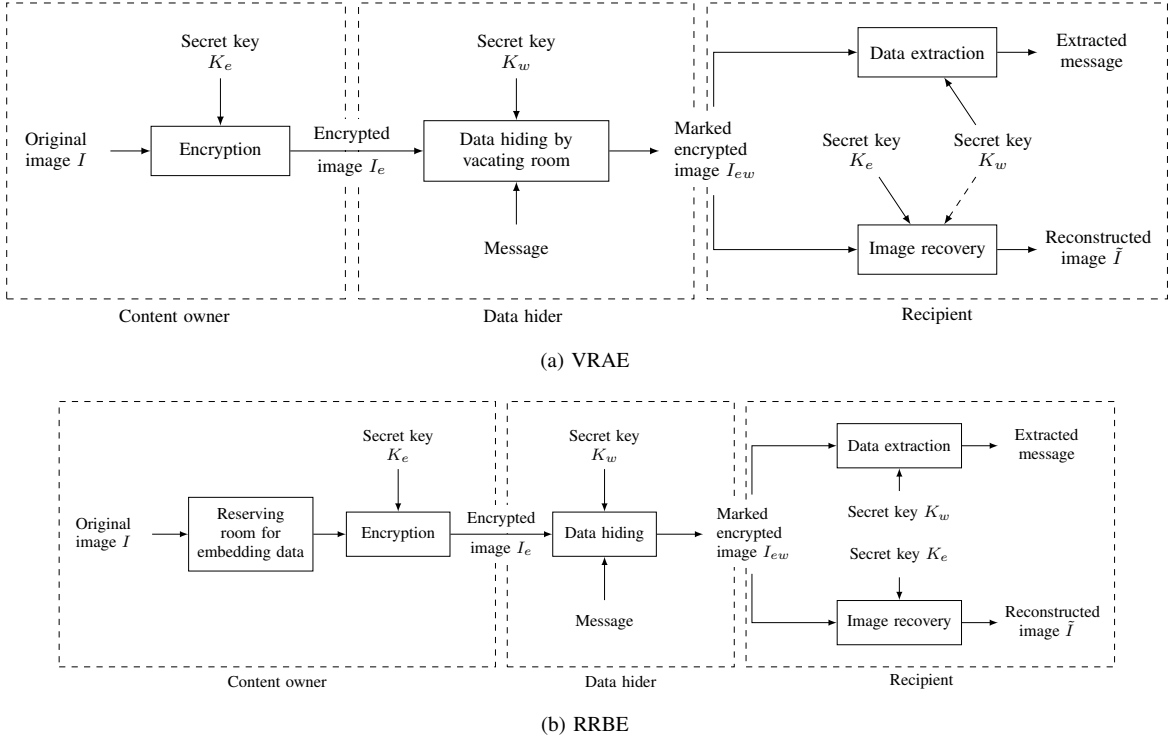 Secret key
K_e
Original
image I
Encryption
Encrypted
image I_e
Secret key
K_w
Data hiding by
vacating room
Message
Marked
encrypted
image I_{ew}
Data extraction
Extracted
message
Secret key
K_e
Secret key
K_w
Image recovery
Reconstructed
image Ĩ
Content owner
Data hider
Recipient
(a) VRAE
Original
image I
Reserving
room for
embedding data
Secret key
K_e
Encryption
Encrypted
image I_e
Secret key
K_w
Data hiding
Message
Marked
encrypted
image I_{ew}
Data extraction
Extracted
message
Secret key K_w
Secret key K_e
Image recovery
Reconstructed
image Ĩ
Content owner
Data hider
Recipient
(b) RRBE